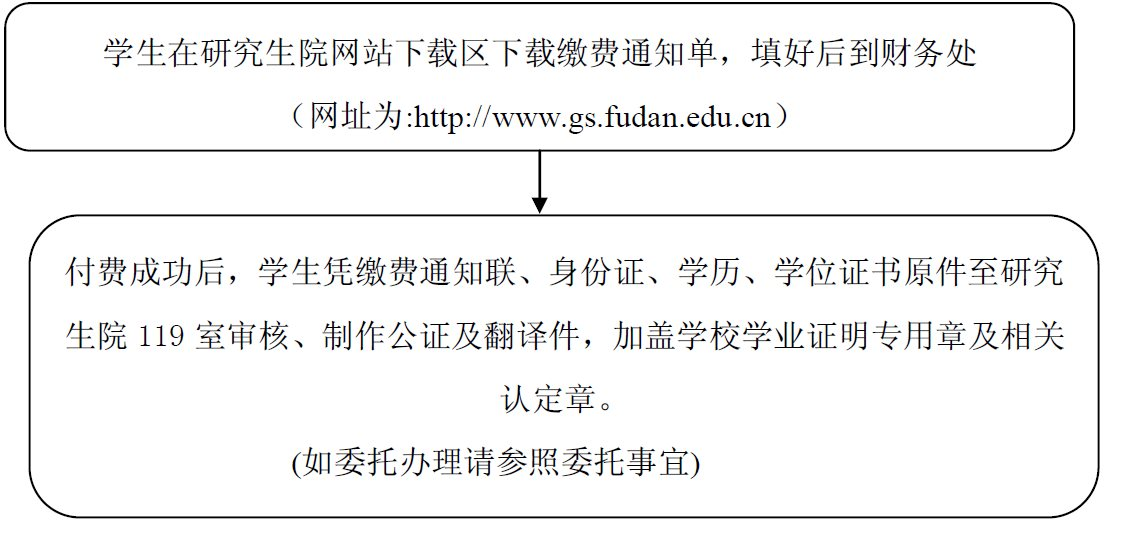 学生在研究生院网站下载区下载缴费通知单，填好后到财务处
（网址为:http://www.gs.fudan.edu.cn）
付费成功后，学生凭缴费通知联、身份证、学历、学位证书原件至研究
生院 119 室审核、制作公证及翻译件，加盖学校学业证明专用章及相关
认定章。
(如委托办理请参照委托事宜)